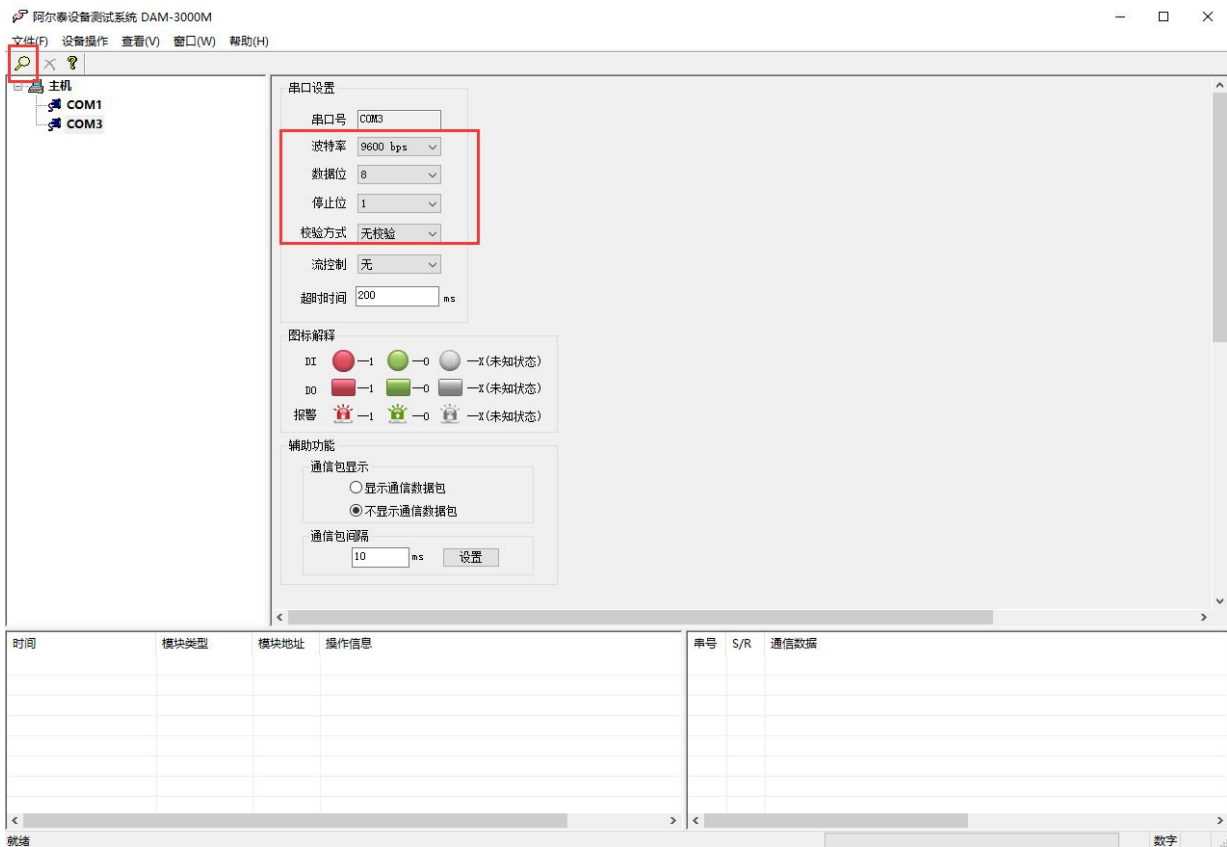 阿尔泰设备测试系统 DAM-3000M
文件(F) 设备操作 查看(V) 窗口(W) 帮助(H)
主机
COM1
COM3
串口设置
串口号 COM3
波特率 9600 bps
数据位 8
停止位 1
校验方式 无校验
流控制 无
超时时间 200 ms
图标解释
DI —1 —0 —X(未知状态)
DO —1 —0 —X(未知状态)
报警 —1 —0 —X(未知状态)
辅助功能
通信包显示
显示通信数据包
不显示通信数据包
通信包间隔
10 ms 设置
时间 模块类型 模块地址 操作信息
串号 S/R 通信数据
就绪 数字